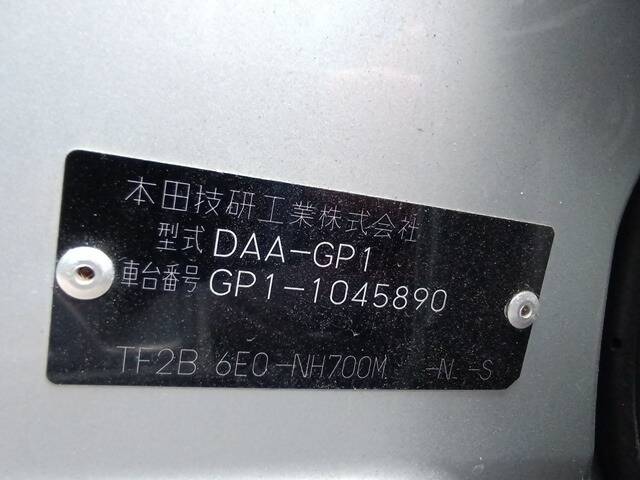 本田技研工業株式会社
型式 DAA-GP1
車台番号 GP1-1045890
TF2B 6E0-NH700M -NL -S